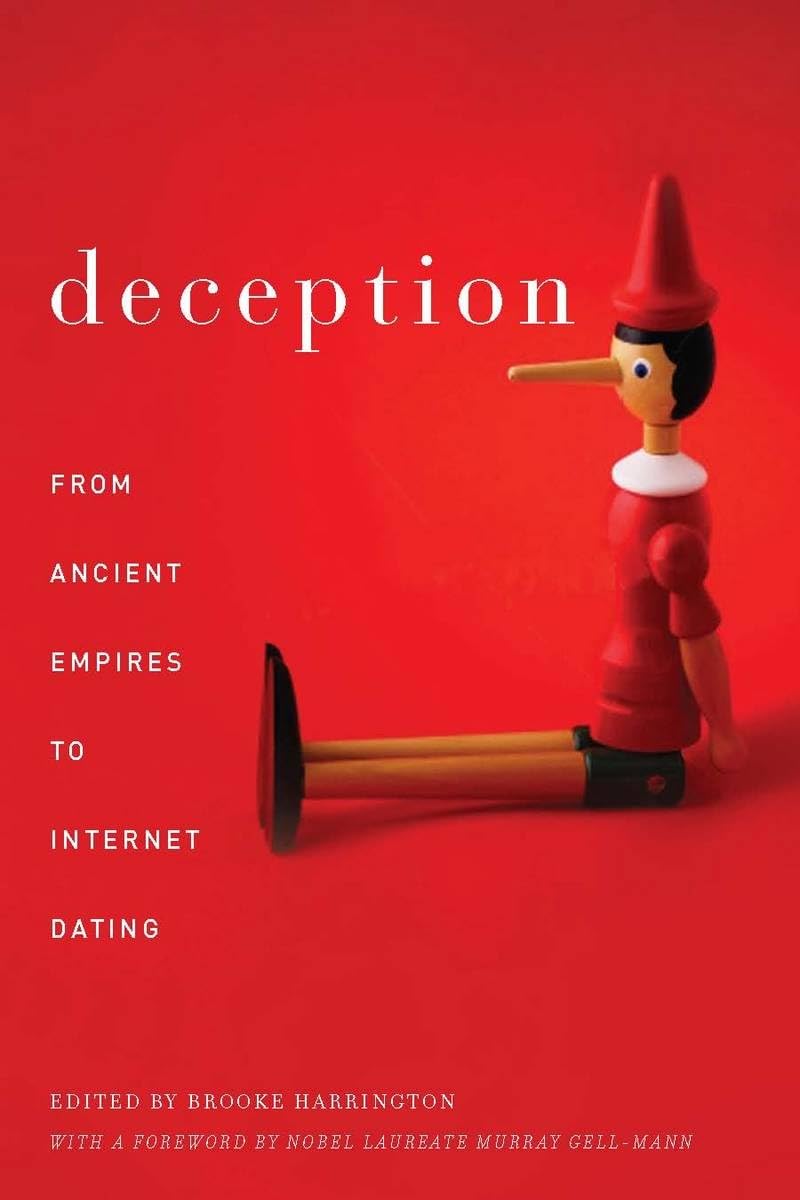 deception
FROM
ANCIENT
EMPIRES
TO
INTERNET
DATING
EDITED BY BROOKE HARRINGTON
WITH A FOREWORD BY NOBEL LAUREATE MURRAY GELL-MANN